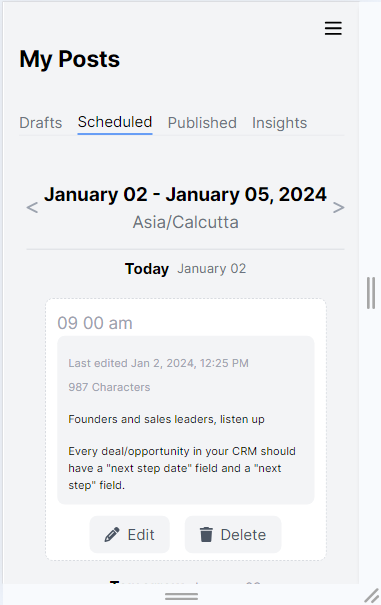 My Posts
Drafts Scheduled Published Insights
< January 02 - January 05, 2024 >
Asia/Calcutta
Today January 02
09 00 am
Last edited Jan 2, 2024, 12:25 PM
987 Characters
Founders and sales leaders, listen up
Every deal/opportunity in your CRM should
have a "next step date" field and a "next
step" field.
Edit Delete